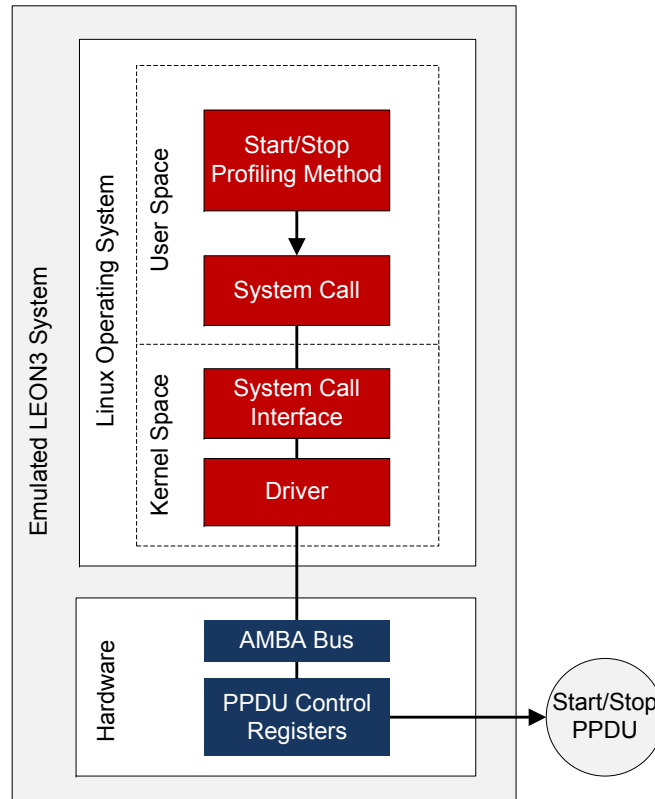 Emulated LEON3 System
Linux Operating System
User Space
Start/Stop
Profiling Method
System Call
Kernel Space
System Call
Interface
Driver
Hardware
AMBA Bus
PPDU Control
Registers
Start/Stop
PPDU